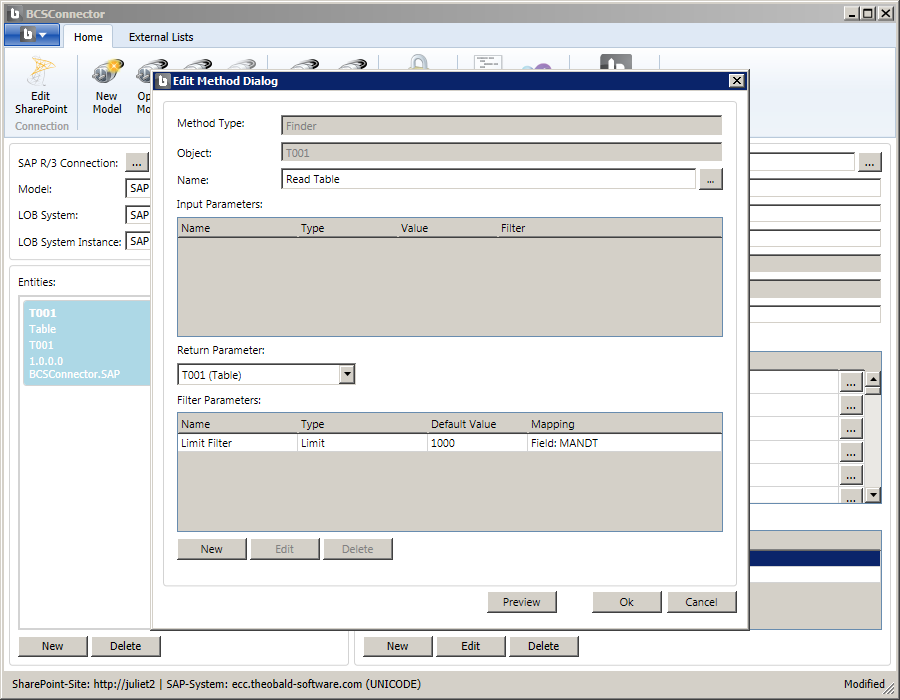 BCSConnector
Home
External Lists
Edit
SharePoint
Connection
New
Model
Op
Mo
SAP R/3 Connection:
...
Model:
SAP
LOB System:
SAP
LOB System Instance:
SAP
Entities:
T001
Table
T001
1.0.0.0
BCSConnector.SAP
New
Delete
Edit Method Dialog
Method Type:
Finder
Object:
T001
Name:
Read Table
...
Input Parameters:
Name Type Value Filter
Return Parameter:
T001 (Table)
Filter Parameters:
Name Type Default Value Mapping
Limit Filter Limit 1000 Field: MANDT
New Edit Delete
Preview Ok Cancel
...
...
...
...
...
...
...
New Edit Delete
SharePoint-Site: http://juliet2 | SAP-System: ecc.theobald-software.com (UNICODE)
Modified